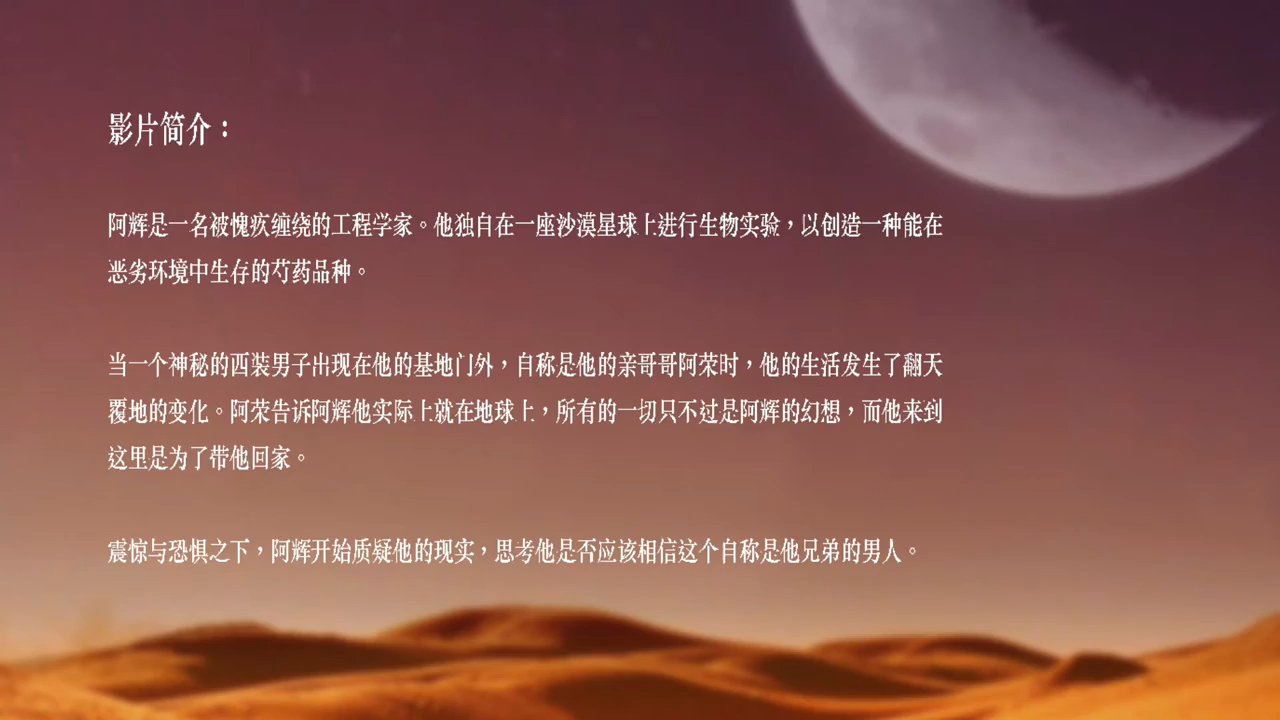 影片简介：
阿辉是一名被愧疚缠绕的工程学家。他独自在一座沙漠星球上进行生物实验，以创造一种能在
恶劣环境中生存的芍药品种。
当一个神秘的西装男子出现在他的基地门外，自称是他的亲哥哥阿荣时，他的生活发生了翻天
覆地的变化。阿荣告诉阿辉他实际上就在地球上，所有的一切只不过是阿辉的幻想，而他来到
这里是为了带他回家。
震惊与恐惧之下，阿辉开始质疑他的现实，思考他是否应该相信这个自称是他兄弟的男人。